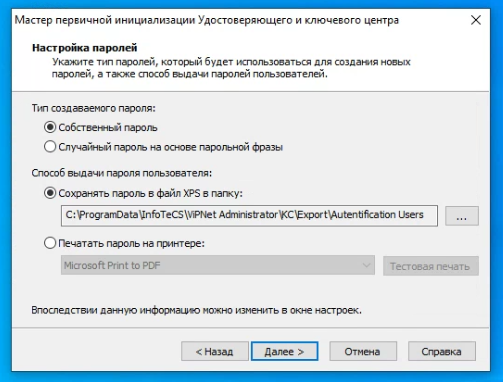 Мастер первичной инициализации Удостоверяющего и ключевого центра
Настройка паролей
Укажите тип паролей, который будет использоваться для создания новых
паролей, а также способ выдачи паролей пользователей.
Тип создаваемого пароля:
Собственный пароль
Случайный пароль на основе парольной фразы
Способ выдачи пароля пользователя:
Сохранять пароль в файл XPS в папку:
C:\ProgramData\InfoTeCS\ViPNet Administrator\KC\Export\Autentification Users
...
Печатать пароль на принтере:
Microsoft Print to PDF
Тестовая печать
Впоследствии данную информацию можно изменить в окне настроек.
< Назад
Далее >
Отмена
Справка